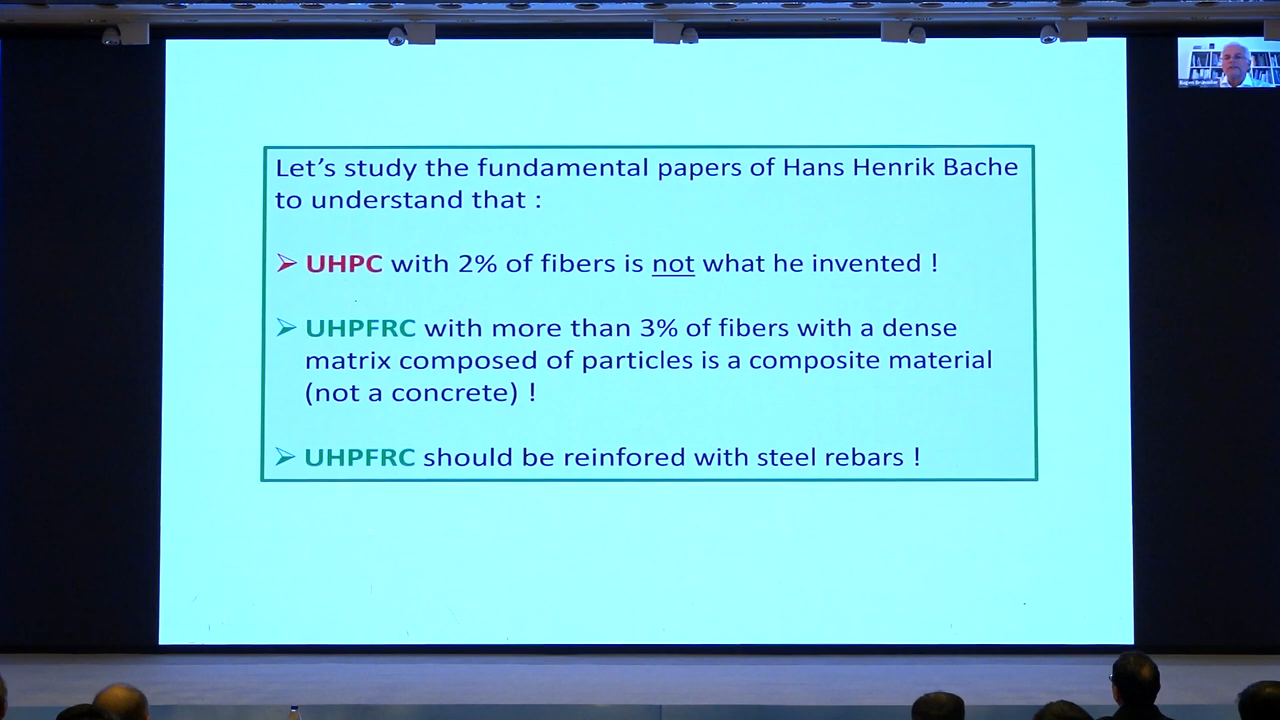 Let's study the fundamental papers of Hans Henrik Bache
to understand that :
➢ UHPC with 2% of fibers is not what he invented !
➢ UHPFRC with more than 3% of fibers with a dense
matrix composed of particles is a composite material
(not a concrete) !
➢ UHPFRC should be reinfored with steel rebars !